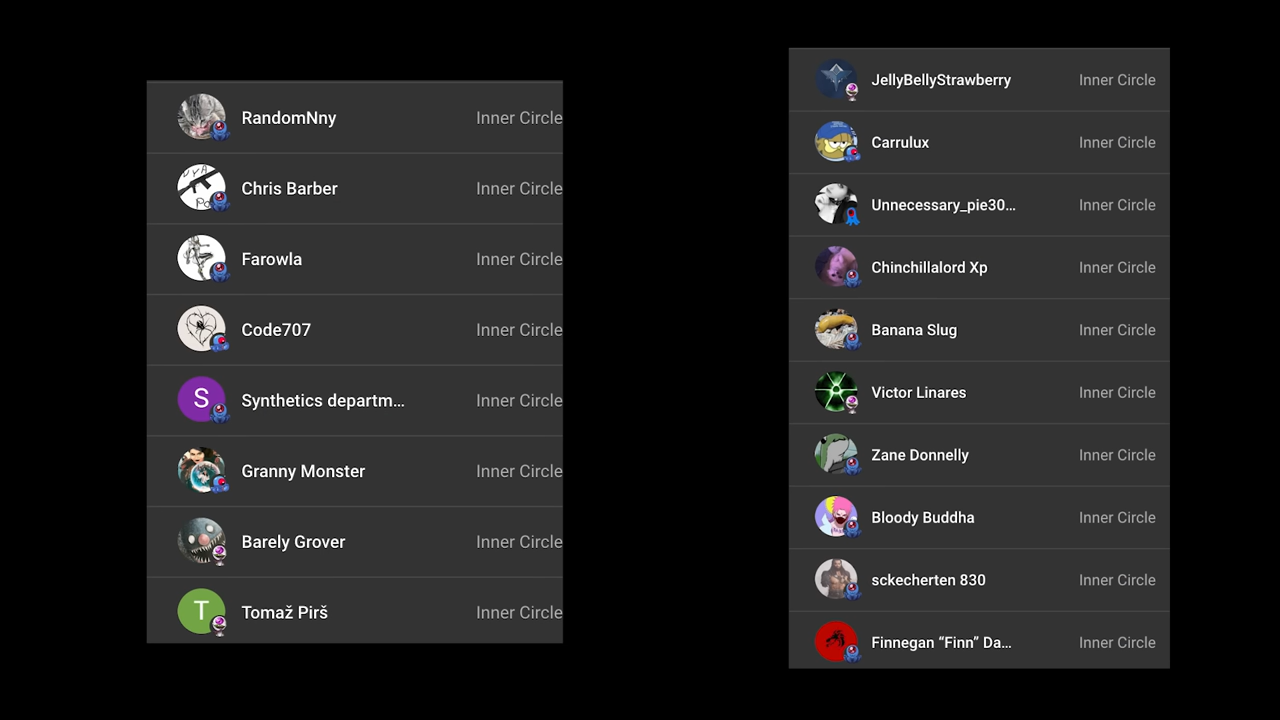 RandomNny Inner Circle
NYA
Chris Barber Inner Circle
Farowla Inner Circle
Code707 Inner Circle
S
Synthetics departm... Inner Circle
Granny Monster Inner Circle
Barely Grover Inner Circle
T
Tomaž Pirš Inner Circle
JellyBellyStrawberry Inner Circle
Carrulux Inner Circle
Unnecessary_pie30... Inner Circle
Chinchillalord Xp Inner Circle
Banana Slug Inner Circle
Victor Linares Inner Circle
Zane Donnelly Inner Circle
Bloody Buddha Inner Circle
sckecherten 830 Inner Circle
Finnegan “Finn” Da... Inner Circle